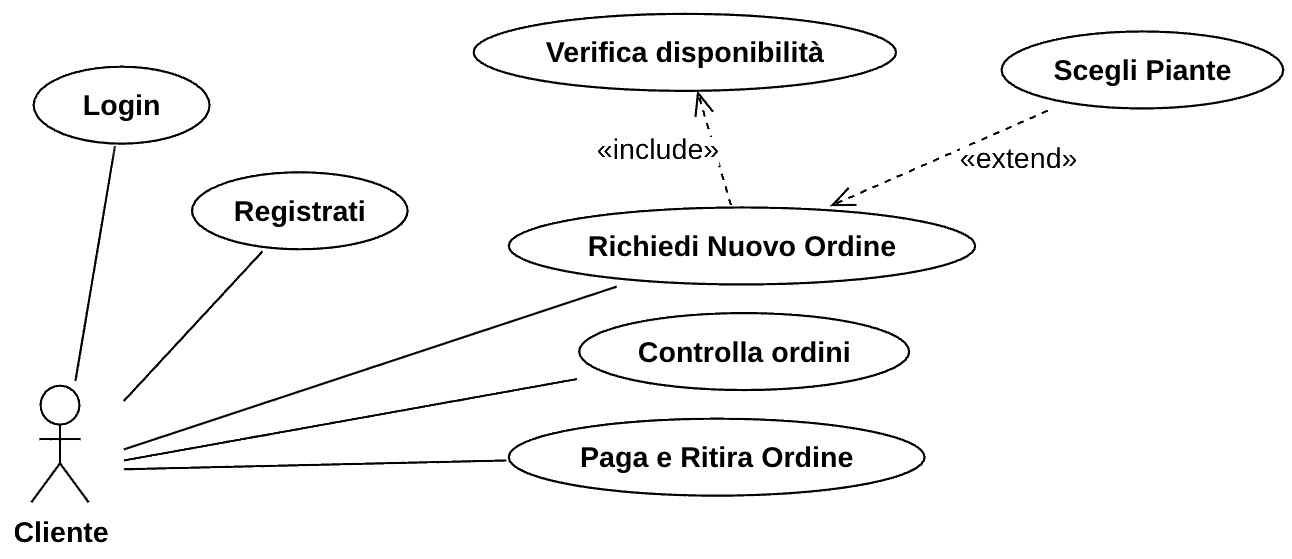 Verifica disponibilità
Scegli Piante
Login
«include»
«extend»
Registrati
Richiedi Nuovo Ordine
Controlla ordini
Paga e Ritira Ordine
Cliente